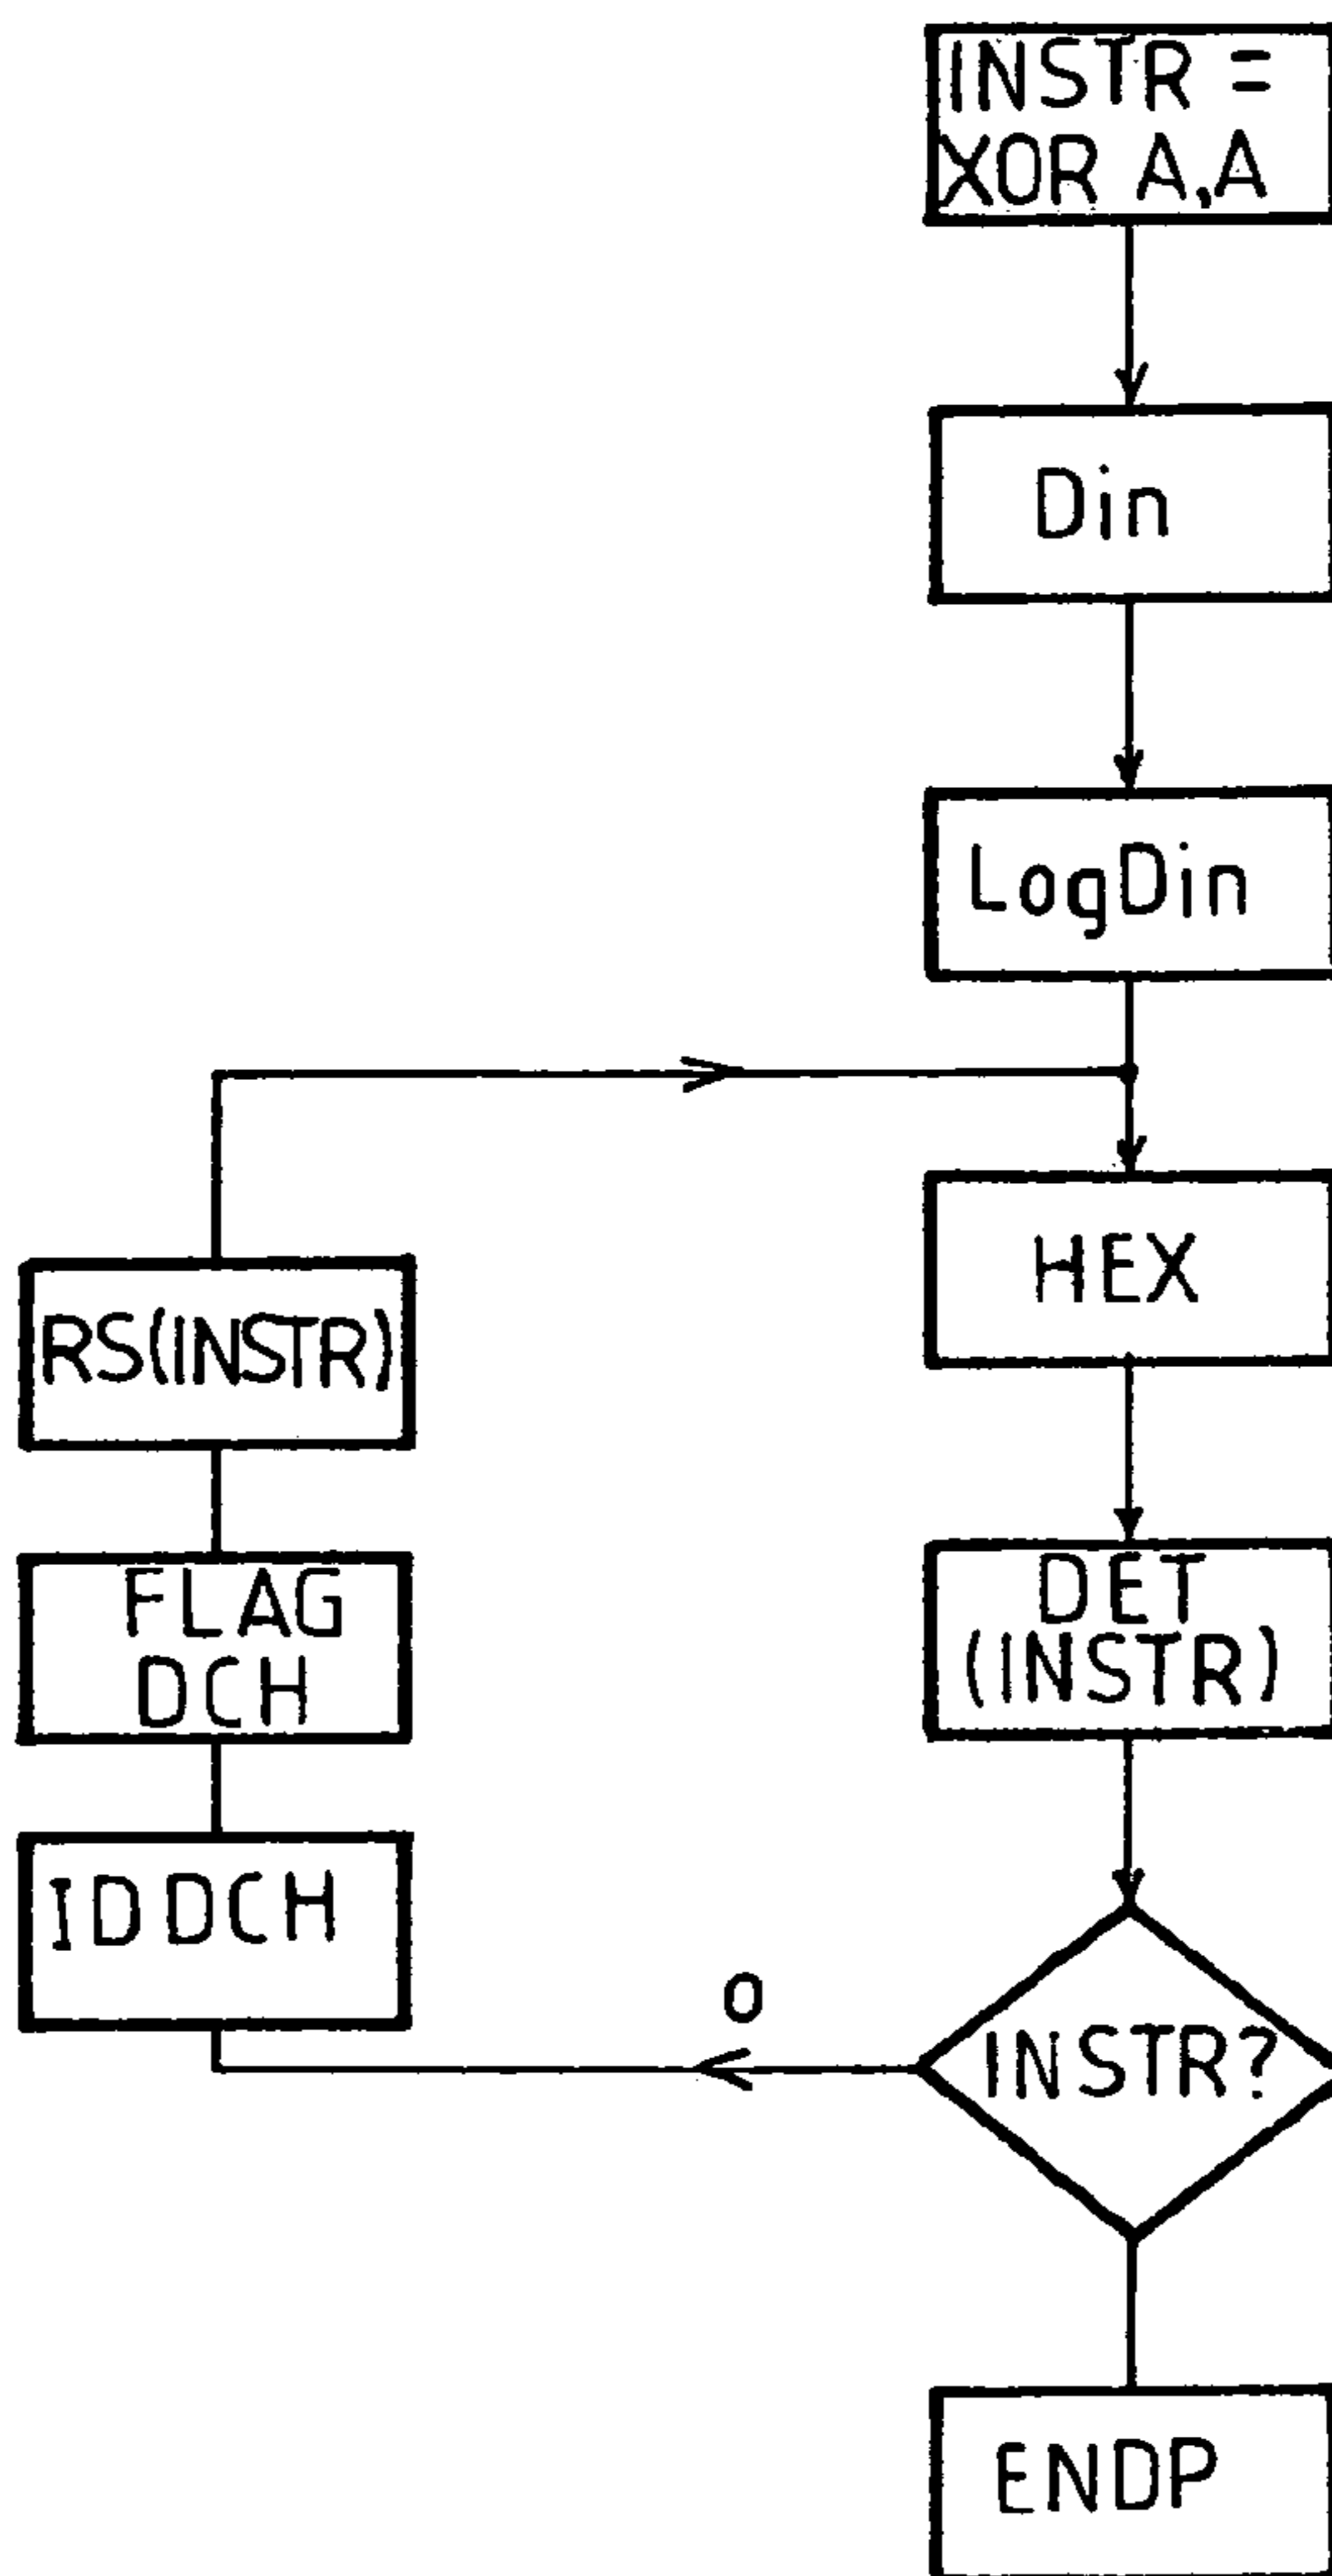 INSTR =
XOR A,A
Din
LogDin
HEX
RS(INSTR)
DET
(INSTR)
FLAG
DCH
IDDCH
o
INSTR?
ENDP